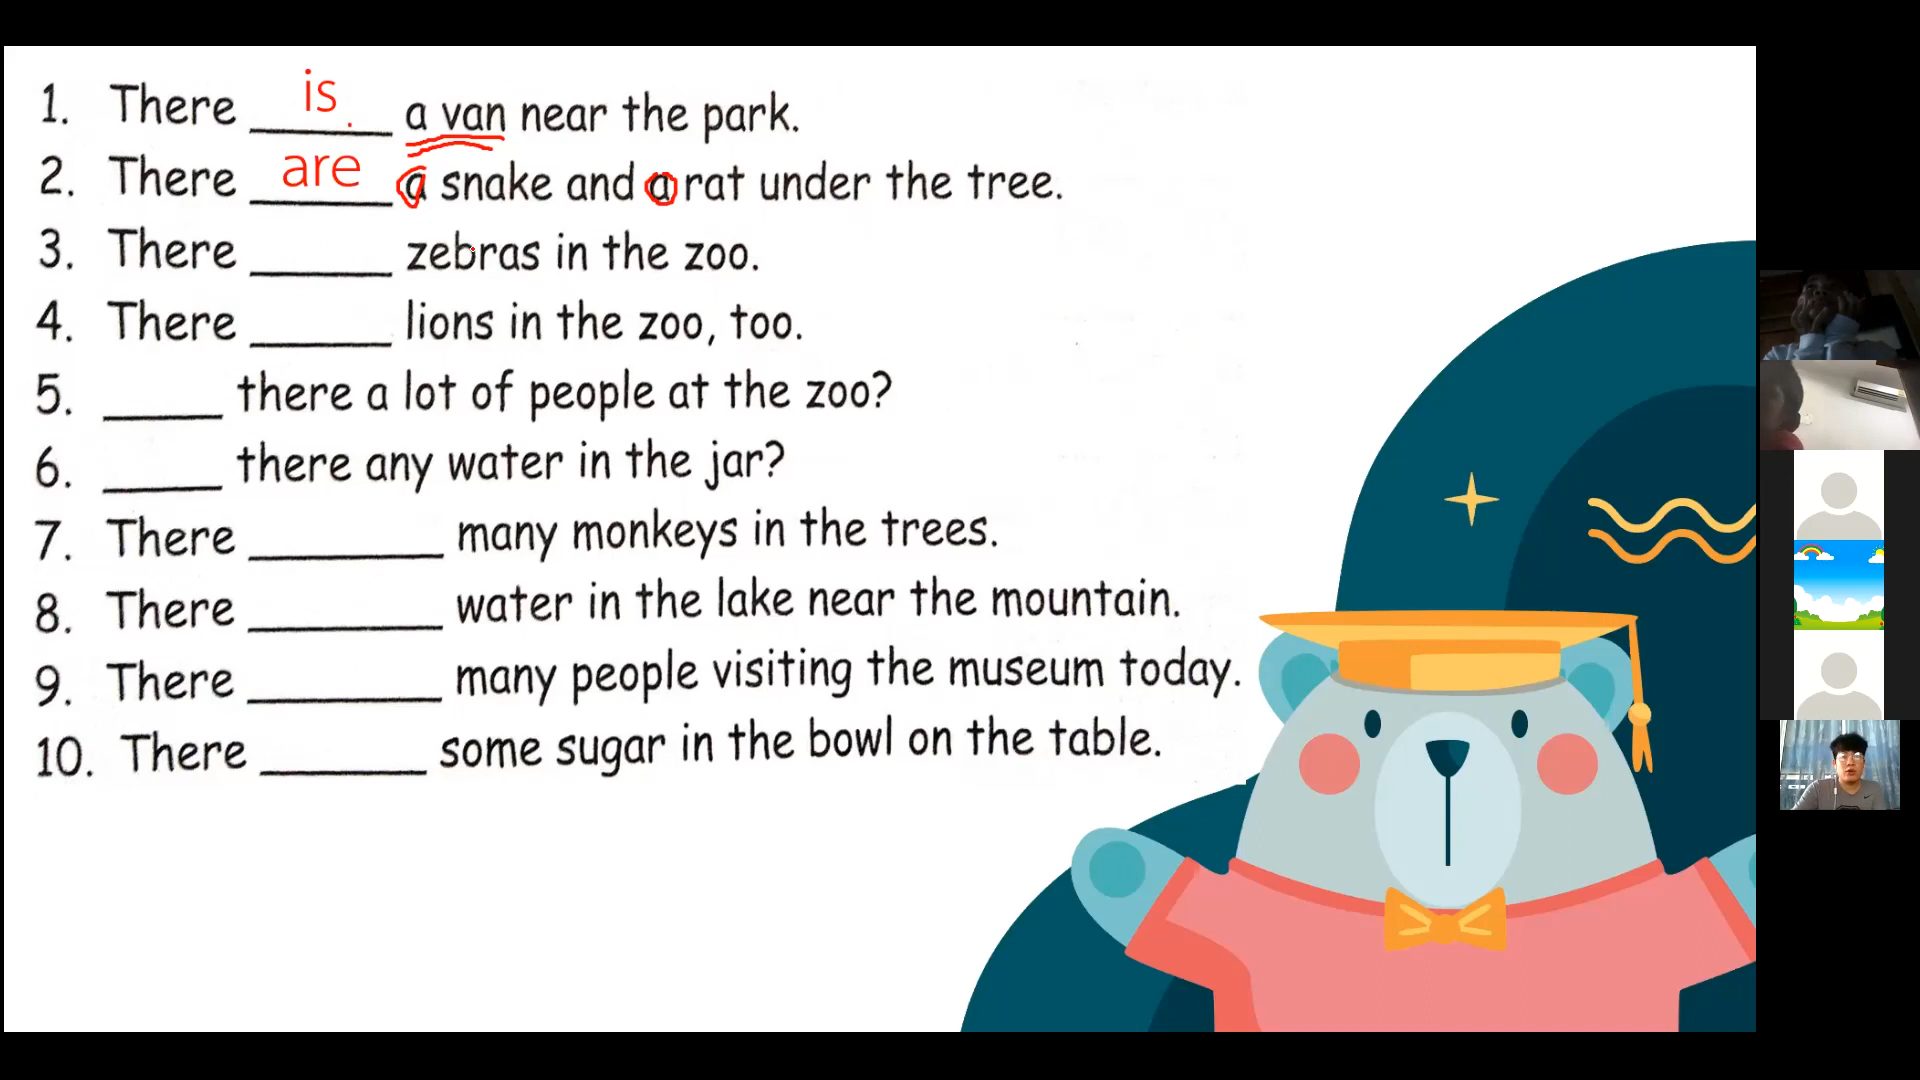 1. There is a van near the park.
2. There are a snake and a rat under the tree.
3. There ______ zebras in the zoo.
4. There ______ lions in the zoo, too.
5. _____ there a lot of people at the zoo?
6. _____ there any water in the jar?
7. There ________ many monkeys in the trees.
8. There ________ water in the lake near the mountain.
9. There ________ many people visiting the museum today.
10. There _______ some sugar in the bowl on the table.